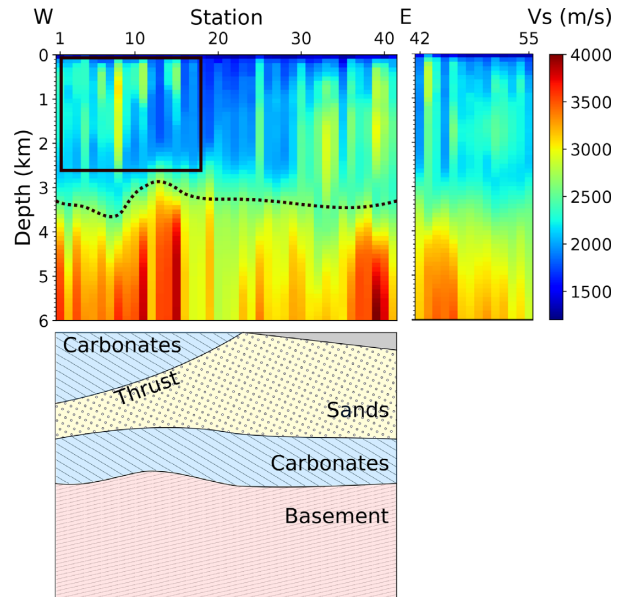 W Station E Vs (m/s)
1 10 20 30 40 42 55
0
1
2
3
4
5
6
Depth (km)
4000
3500
3000
2500
2000
1500
Carbonates
Thrust
Sands
Carbonates
Basement